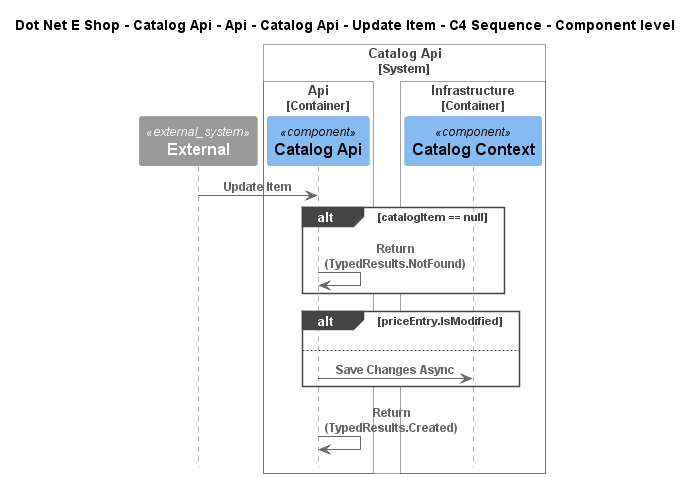 Dot Net E Shop - Catalog Api - Api - Catalog Api - Update Item - C4 Sequence - Component level
Catalog Api
[System]
Api
[Container]
Infrastructure
[Container]
«external_system»
External
«component»
Catalog Api
«component»
Catalog Context
Update Item
alt
[catalogItem == null]
Return
(TypedResults.NotFound)
alt
[priceEntry.IsModified]
Save Changes Async
Return
(TypedResults.Created)